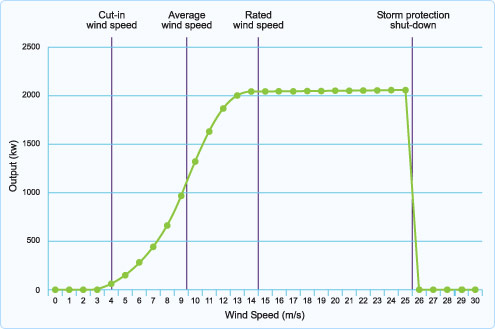 Cut-in
wind speed
Average
wind speed
Rated
wind speed
Storm protection
shut-down
2500
2000
1500
1000
500
0
Output (kw)
0 1 2 3 4 5 6 7 8 9 10 11 12 13 14 15 16 17 18 19 20 21 22 23 24 25 26 27 28 29 30
Wind Speed (m/s)